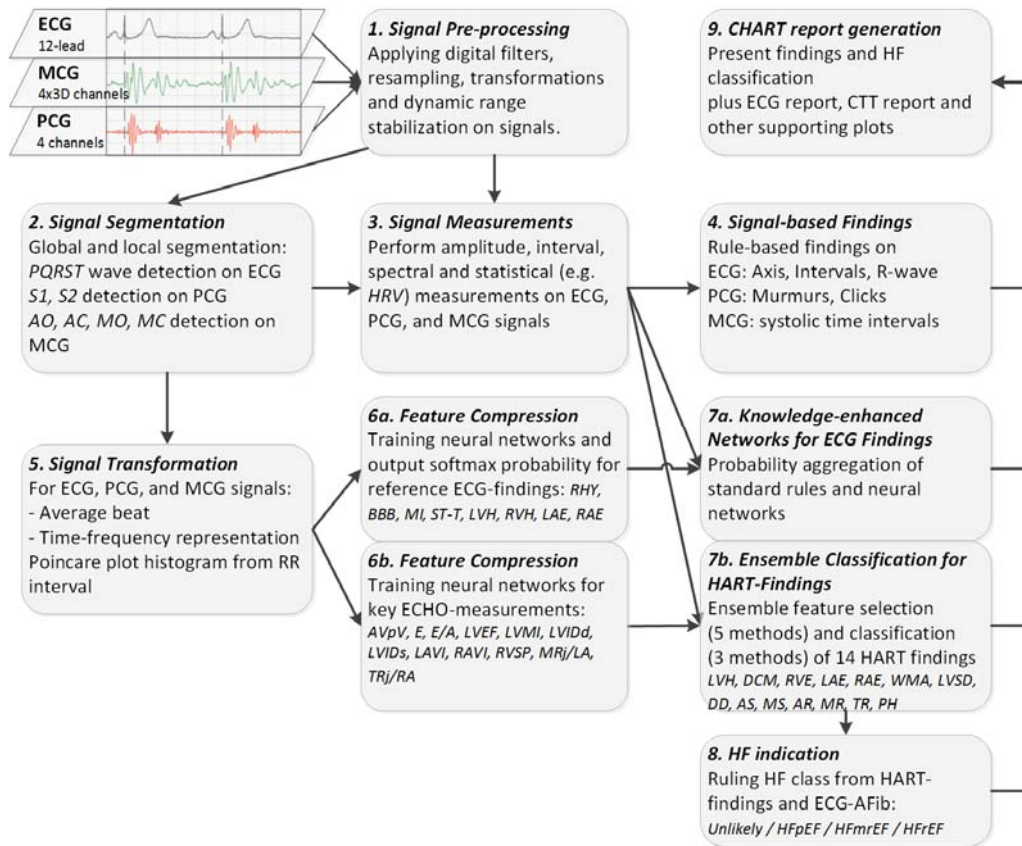 ECG
12-lead
MCG
4x3D channels
PCG
4 channels
1. Signal Pre-processing
Applying digital filters,
resampling, transformations
and dynamic range
stabilization on signals.
9. CHART report generation
Present findings and HF
classification
plus ECG report, CTT report and
other supporting plots
2. Signal Segmentation
Global and local segmentation:
PQRST wave detection on ECG
S1, S2 detection on PCG
AO, AC, MO, MC detection on
MCG
3. Signal Measurements
Perform amplitude, interval,
spectral and statistical (e.g.
HRV) measurements on ECG,
PCG, and MCG signals
4. Signal-based Findings
Rule-based findings on
ECG: Axis, Intervals, R-wave
PCG: Murmurs, Clicks
MCG: systolic time intervals
5. Signal Transformation
For ECG, PCG, and MCG signals:
- Average beat
- Time-frequency representation
Poincare plot histogram from RR
interval
6a. Feature Compression
Training neural networks and
output softmax probability for
reference ECG-findings: RHY,
BBB, MI, ST-T, LVH, RVH, LAE, RAE
6b. Feature Compression
Training neural networks for
key ECHO-measurements:
AVpV, E, E/A, LVEF, LVMI, LVIDd,
LVIDs, LAVI, RAVI, RVSP, MRj/LA,
TRj/RA
7a. Knowledge-enhanced
Networks for ECG Findings
Probability aggregation of
standard rules and neural
networks
7b. Ensemble Classification for
HART-Findings
Ensemble feature selection
(5 methods) and classification
(3 methods) of 14 HART findings
LVH, DCM, RVE, LAE, RAE, WMA, LVSD,
DD, AS, MS, AR, MR, TR, PH
8. HF indication
Ruling HF class from HART-
findings and ECG-AFib:
Unlikely / HFpEF / HFmrEF / HFrEF